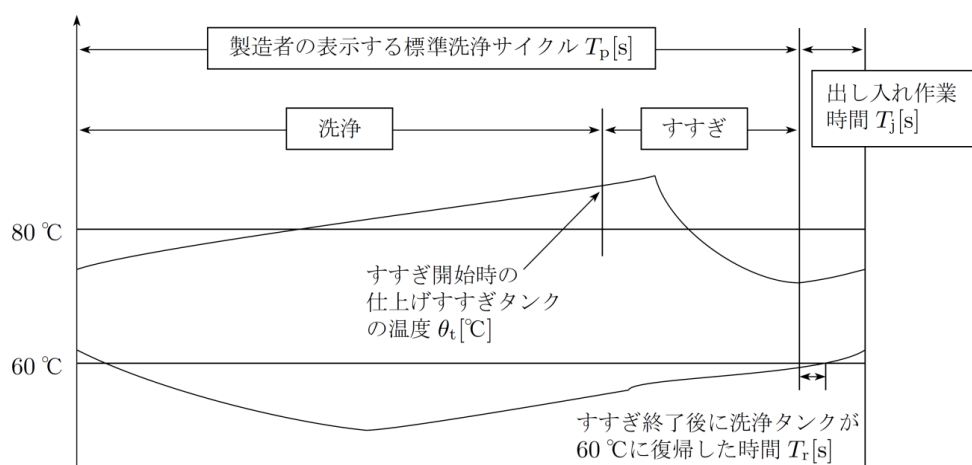 製造者の表示する標準洗浄サイクル Tp[s]
出し入れ作業
時間 Tj[s]
洗浄
すすぎ
80 ℃
すすぎ開始時の
仕上げすすぎタンク
の温度 θt[℃]
60 ℃
すすぎ終了後に洗浄タンクが
60 ℃に復帰した時間 Tr[s]